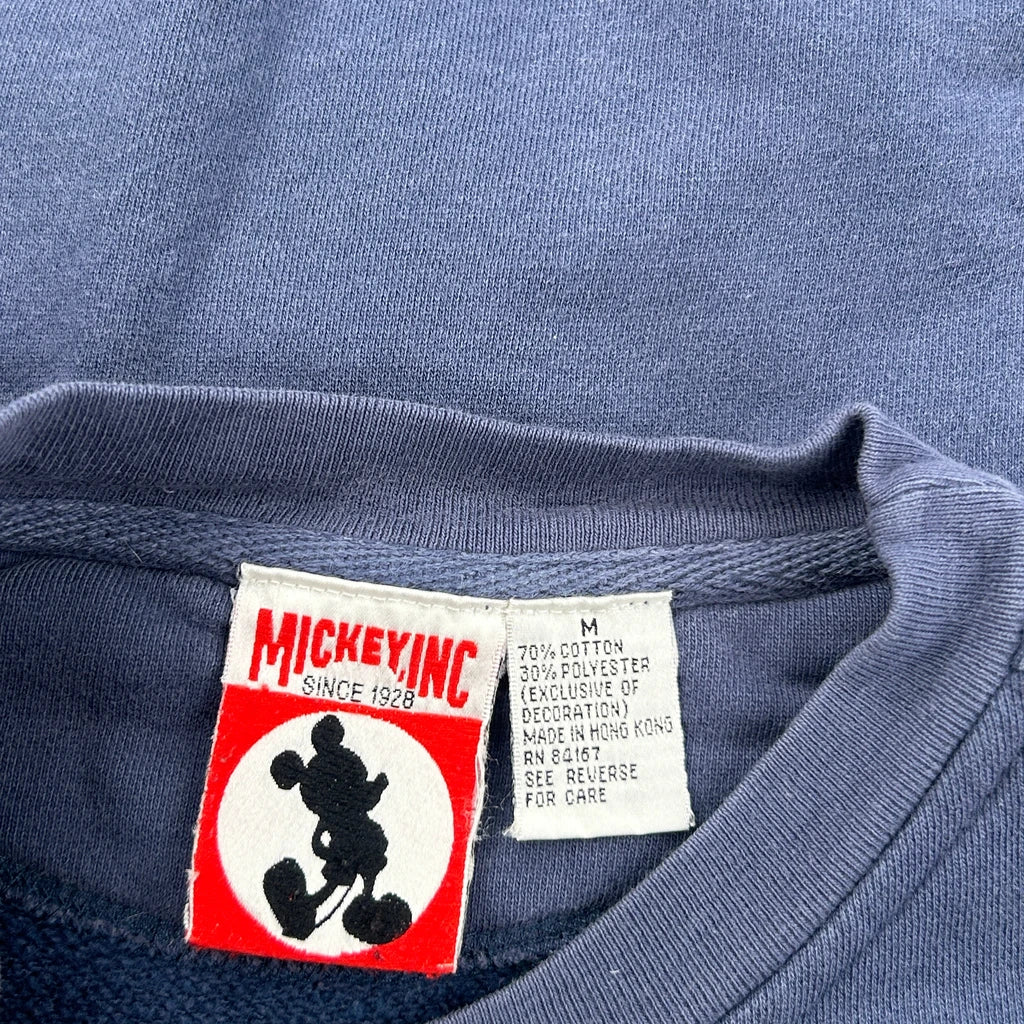 MICKEY, INC
SINCE 1928
M
70% COTTON
30% POLYESTER
(EXCLUSIVE OF
DECORATION)
MADE IN HONG KONG
RN 84167
SEE REVERSE
FOR CARE